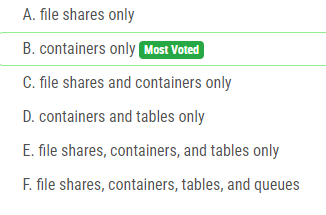 A. file shares only
B. containers only Most Voted
C. file shares and containers only
D. containers and tables only
E. file shares, containers, and tables only
F. file shares, containers, tables, and queues